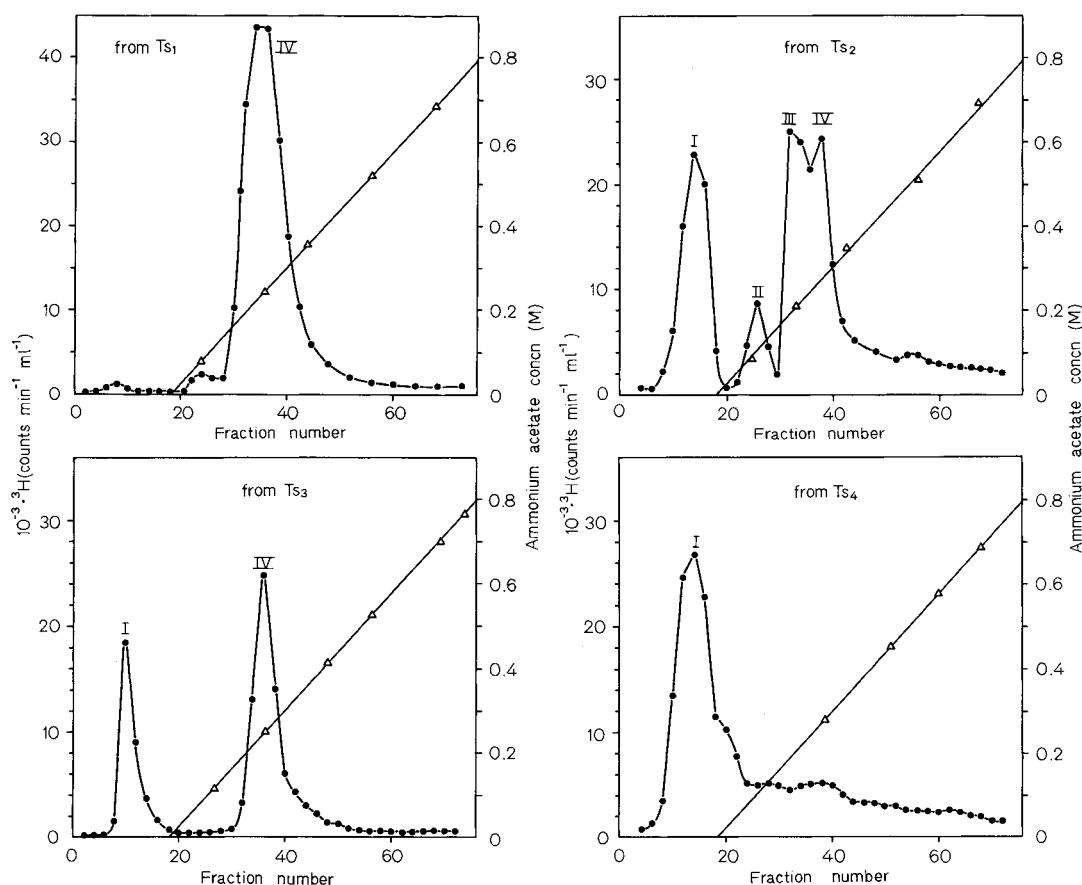 from Ts₁
IV
40
30
20
10
0
0.8
0.6
0.4
0.2
0
0 20 40 60
Fraction number
10⁻³·³H (counts min⁻¹ ml⁻¹)
Ammonium acetate concn (M)
from Ts₂
I
II
III IV
30
20
10
0
0.8
0.6
0.4
0.2
0
0 20 40 60
Fraction number
10⁻³·³H (counts min⁻¹ ml⁻¹)
Ammonium acetate concn (M)
from Ts₃
I
IV
30
20
10
0
0.8
0.6
0.4
0.2
0
0 20 40 60
Fraction number
from Ts₄
I
30
20
10
0
0.8
0.6
0.4
0.2
0
0 20 40 60
Fraction number